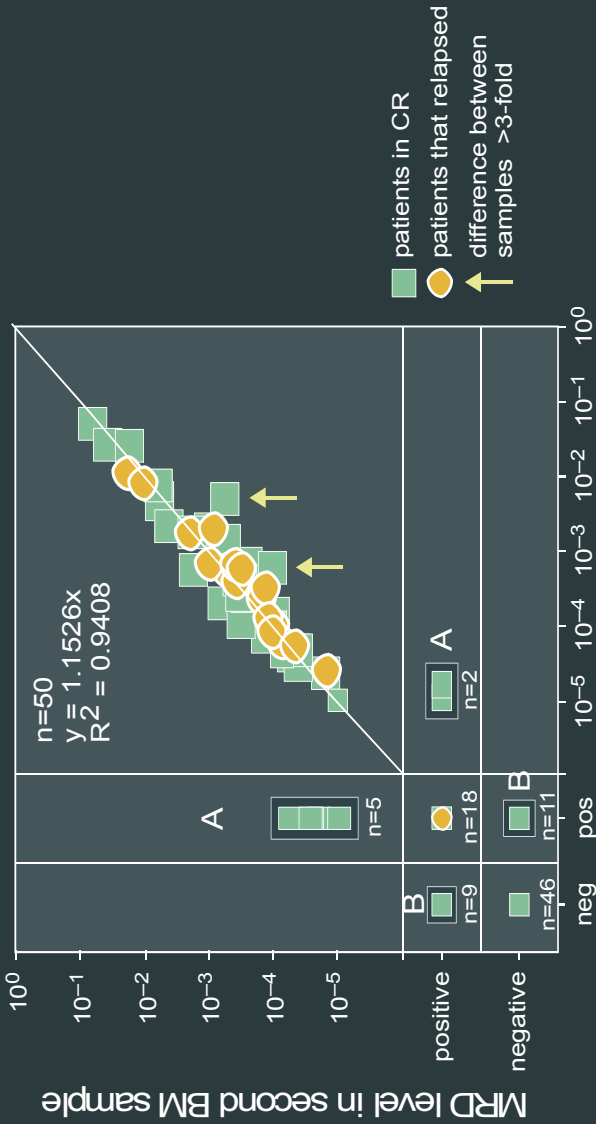 MRD level in second BM sample
10⁰
10⁻¹
10⁻²
10⁻³
10⁻⁴
10⁻⁵
positive
negative
n=50
y = 1.1526x
R² = 0.9408
A
n=5
B
n=9
n=18
A
n=2
n=46
B
n=11
neg
pos
10⁻⁵
10⁻⁴
10⁻³
10⁻²
10⁻¹
10⁰
patients in CR
patients that relapsed
difference between
samples >3-fold